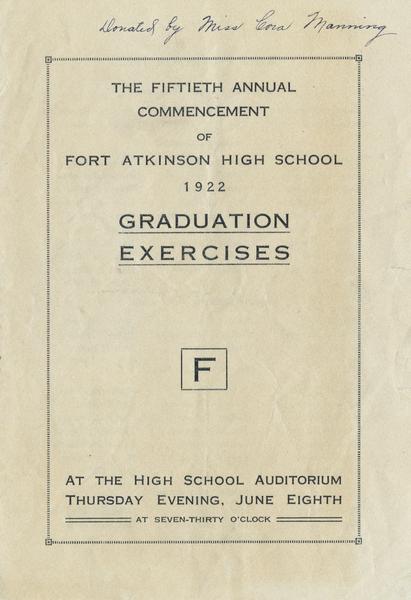 Donated by Miss Cora Manning
THE FIFTIETH ANNUAL
COMMENCEMENT
OF
FORT ATKINSON HIGH SCHOOL
1922
GRADUATION
EXERCISES
F
AT THE HIGH SCHOOL AUDITORIUM
THURSDAY EVENING, JUNE EIGHTH
AT SEVEN-THIRTY O'CLOCK